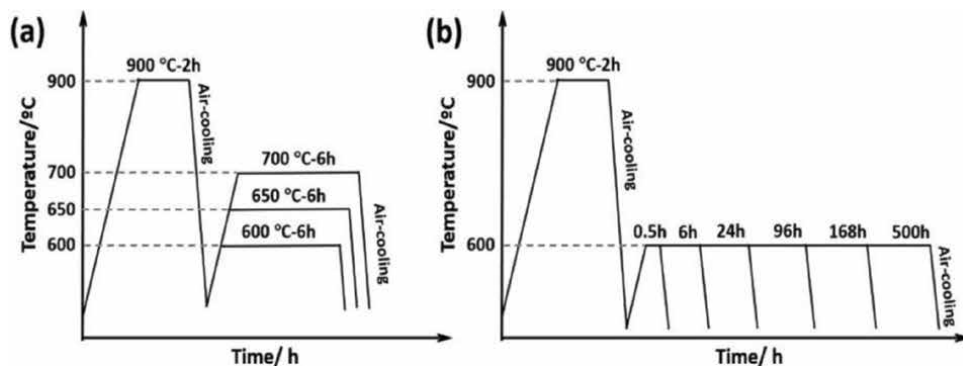 (a)
Temperature/ºC
900
700
650
600
900 °C-2h
Air-cooling
700 °C-6h
650 °C-6h
600 °C-6h
Air-cooling
Time/ h
(b)
Temperature/ºC
900
600
900 °C-2h
Air-cooling
0.5h 6h 24h 96h 168h 500h
Air-cooling
Time/ h